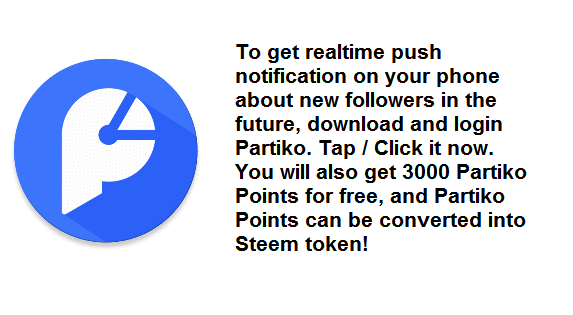 To get realtime push
notification on your phone
about new followers in the
future, download and login
Partiko. Tap / Click it now.
You will also get 3000 Partiko
Points for free, and Partiko
Points can be converted into
Steem token!